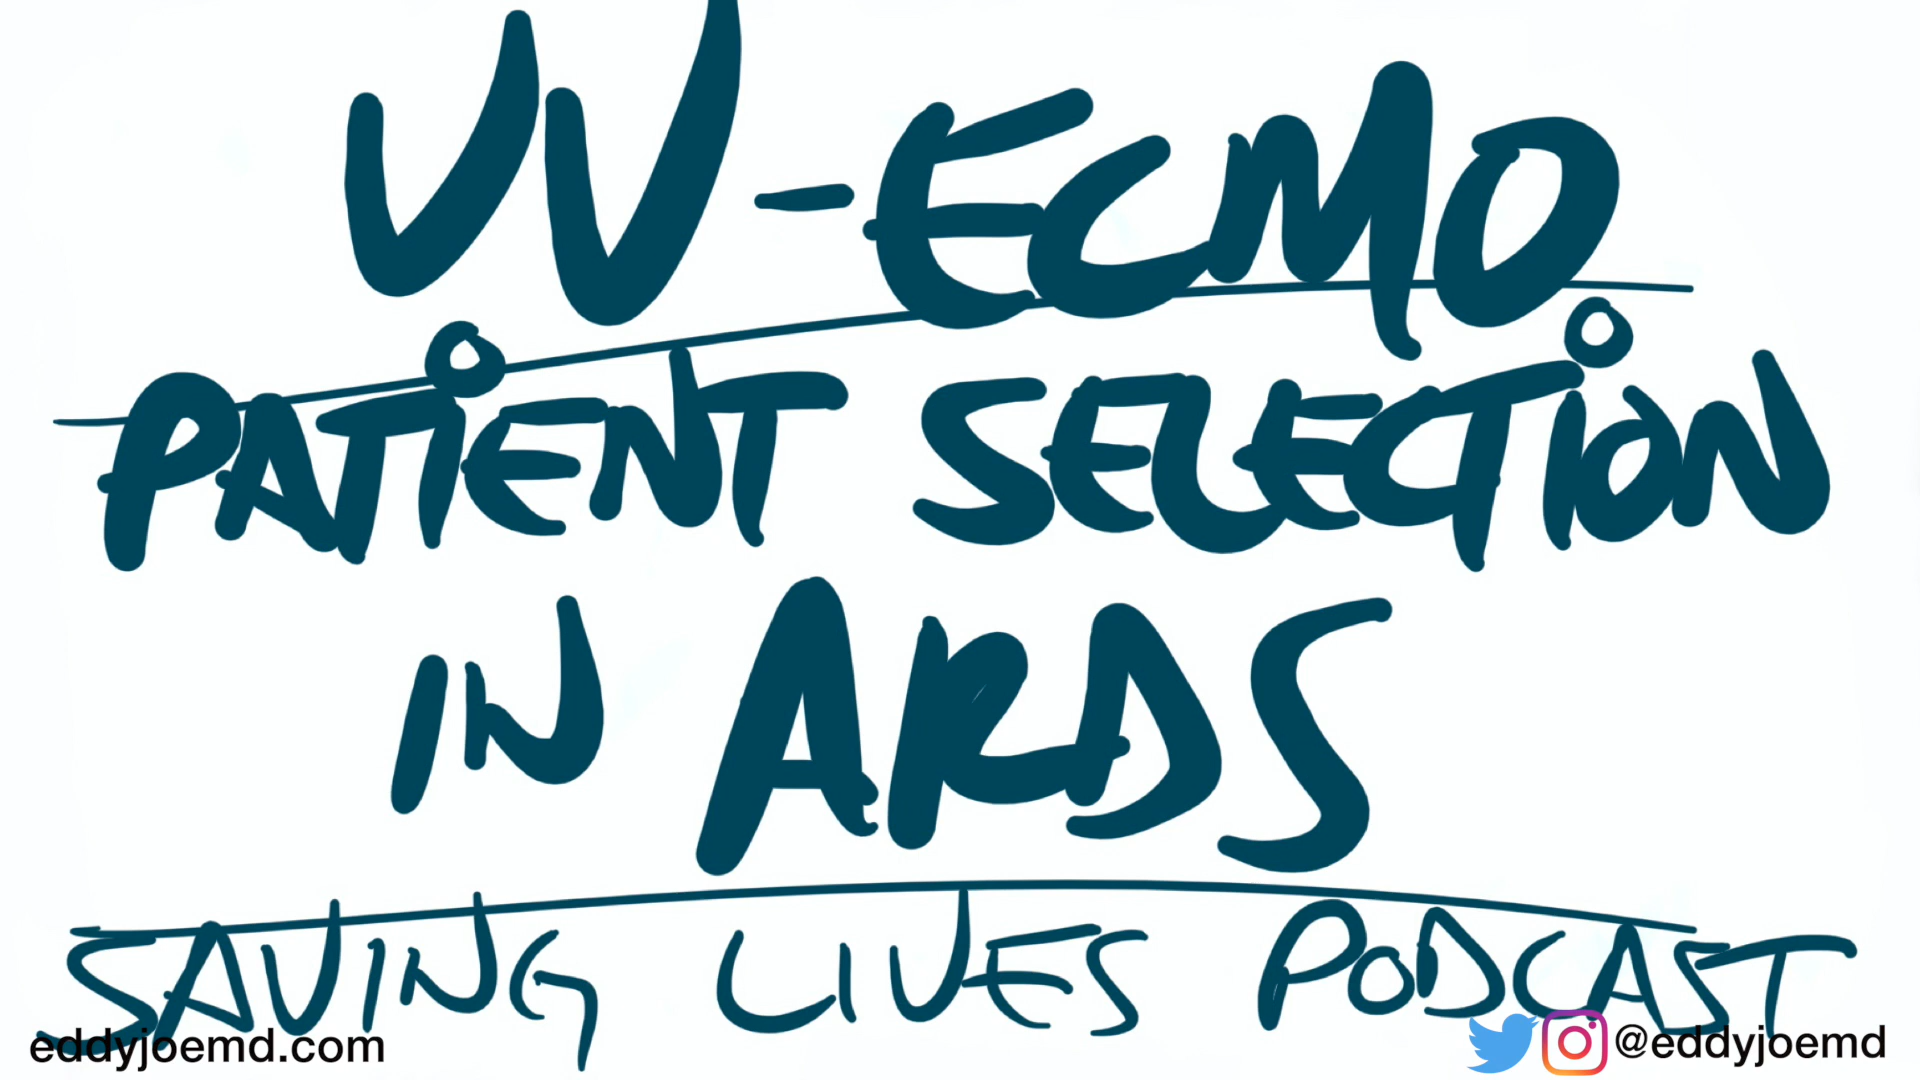 VV-ECMO
PATiENT SELECTiON
IN ARDS
SAVING LIVES PODCAST
eddyjoemd.com
@eddyjoemd